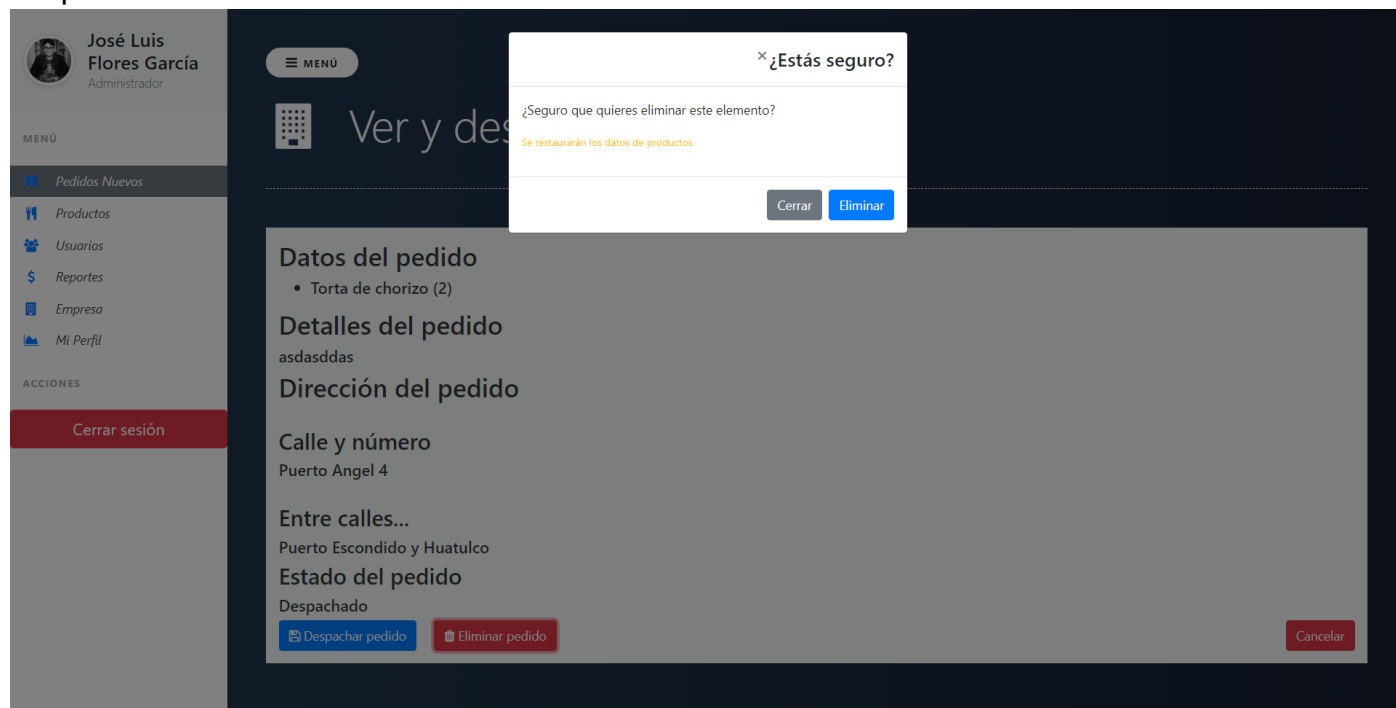 José Luis
Flores García
Administrador
MENÚ
Pedidos Nuevos
Productos
Usuarios
Reportes
Empresa
Mi Perfil
ACCIONES
Cerrar sesión
MENÚ
Ver y des
×
¿Estás seguro?
¿Seguro que quieres eliminar este elemento?
Se restaurarán los datos de productos
Cerrar
Eliminar
Datos del pedido
• Torta de chorizo (2)
Detalles del pedido
asdasddas
Dirección del pedido
Calle y número
Puerto Angel 4
Entre calles...
Puerto Escondido y Huatulco
Estado del pedido
Despachado
Despachar pedido
Eliminar pedido
Cancelar